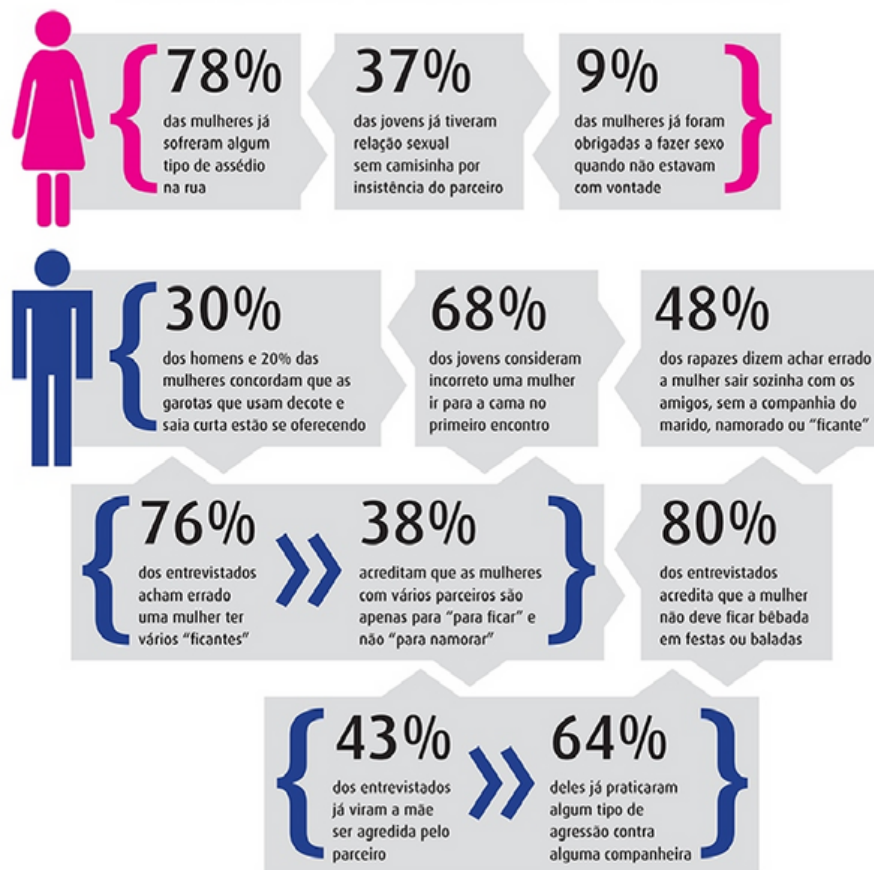 78%
das mulheres já
sofreram algum
tipo de assédio
na rua
37%
das jovens já tiveram
relação sexual
sem camisinha por
insistência do parceiro
9%
das mulheres já foram
obrigadas a fazer sexo
quando não estavam
com vontade
30%
dos homens e 20% das
mulheres concordam que as
garotas que usam decote e
saia curta estão se oferecendo
68%
dos jovens consideram
incorreto uma mulher
ir para a cama no
primeiro encontro
48%
dos rapazes dizem achar errado
a mulher sair sozinha com os
amigos, sem a companhia do
marido, namorado ou “ficante”
76%
dos entrevistados
acham errado
uma mulher ter
vários “ficantes”
38%
acreditam que as mulheres
com vários parceiros são
apenas para “para ficar” e
não “para namorar”
80%
dos entrevistados
acredita que a mulher
não deve ficar bêbada
em festas ou baladas
43%
dos entrevistados
já viram a mãe
ser agredida pelo
parceiro
64%
deles já praticaram
algum tipo de
agressão contra
alguma companheira